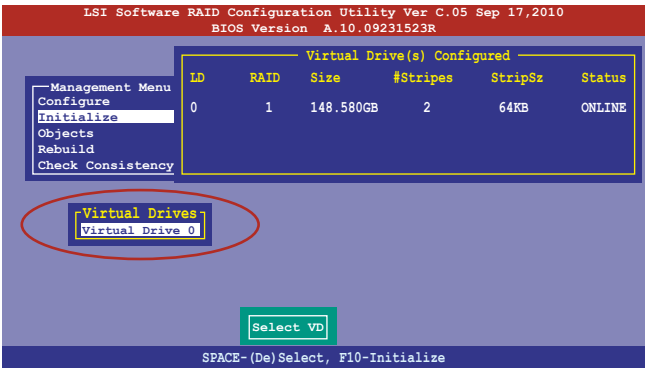 LSI Software RAID Configuration Utility Ver C.05 Sep 17,2010
BIOS Version A.10.09231523R
Virtual Drive(s) Configured
LD RAID Size #Stripes StripSz Status
0 1 148.580GB 2 64KB ONLINE
Management Menu
Configure
Initialize
Objects
Rebuild
Check Consistency
Virtual Drives
Virtual Drive 0
Select VD
SPACE-(De)Select, F10-Initialize